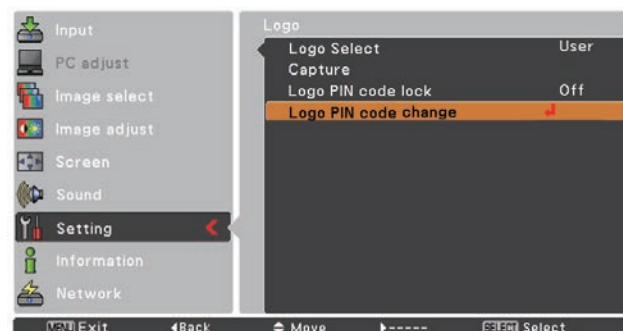 Input
PC adjust
Image select
Image adjust
Screen
Sound
Setting
Information
Network
Logo
Logo Select User
Capture
Logo PIN code lock Off
Logo PIN code change
MENU Exit ◀Back Move ▶----- SELECT Select